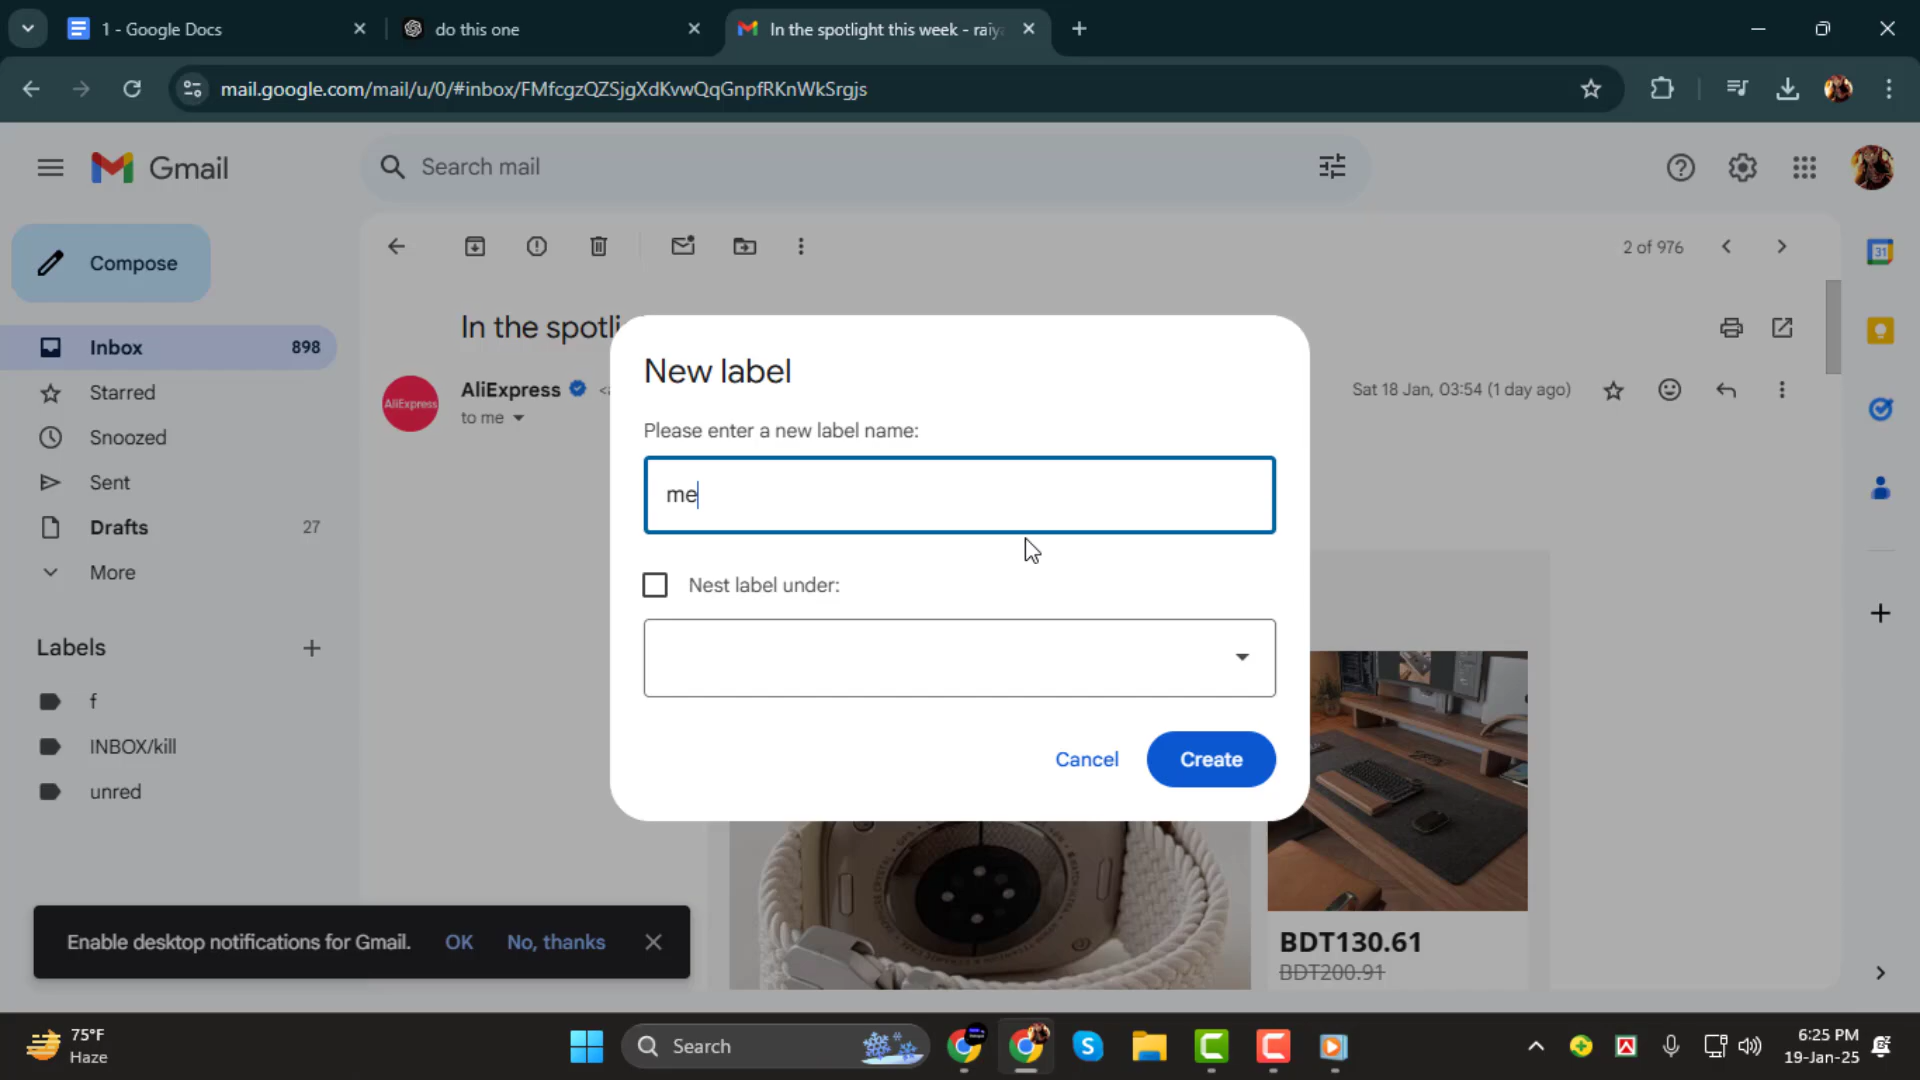 1 - Google Docs
do this one
In the spotlight this week - raiya
mail.google.com/mail/u/0/#inbox/FMfcgzQZSjgXdKvwQqGnpfRKnWkSrgjs
Gmail
Search mail
Compose
2 of 976
Inbox 898
Starred
Snoozed
Sent
Drafts 27
More
Labels
f
INBOX/kill
unred
In the spotli
AliExpress
AliExpress
to me
Sat 18 Jan, 03:54 (1 day ago)
31
New label
Please enter a new label name:
me
Nest label under:
Cancel
Create
BDT130.61
BDT200.91
Enable desktop notifications for Gmail. OK No, thanks
75°F
Haze
Search
6:25 PM
19-Jan-25